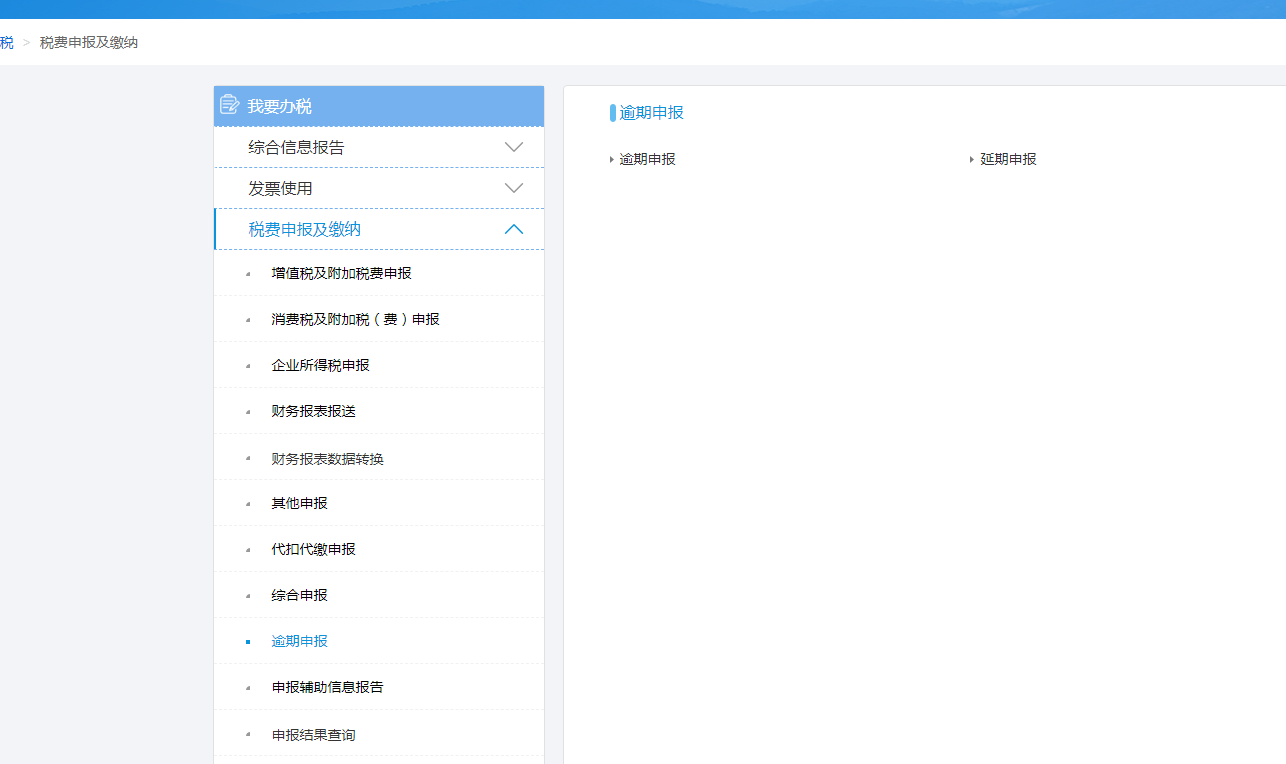 税 > 税费申报及缴纳
我要办税
综合信息报告
发票使用
税费申报及缴纳
增值税及附加税费申报
消费税及附加税（费）申报
企业所得税申报
财务报表报送
财务报表数据转换
其他申报
代扣代缴申报
综合申报
逾期申报
申报辅助信息报告
申报结果查询
逾期申报
逾期申报
延期申报